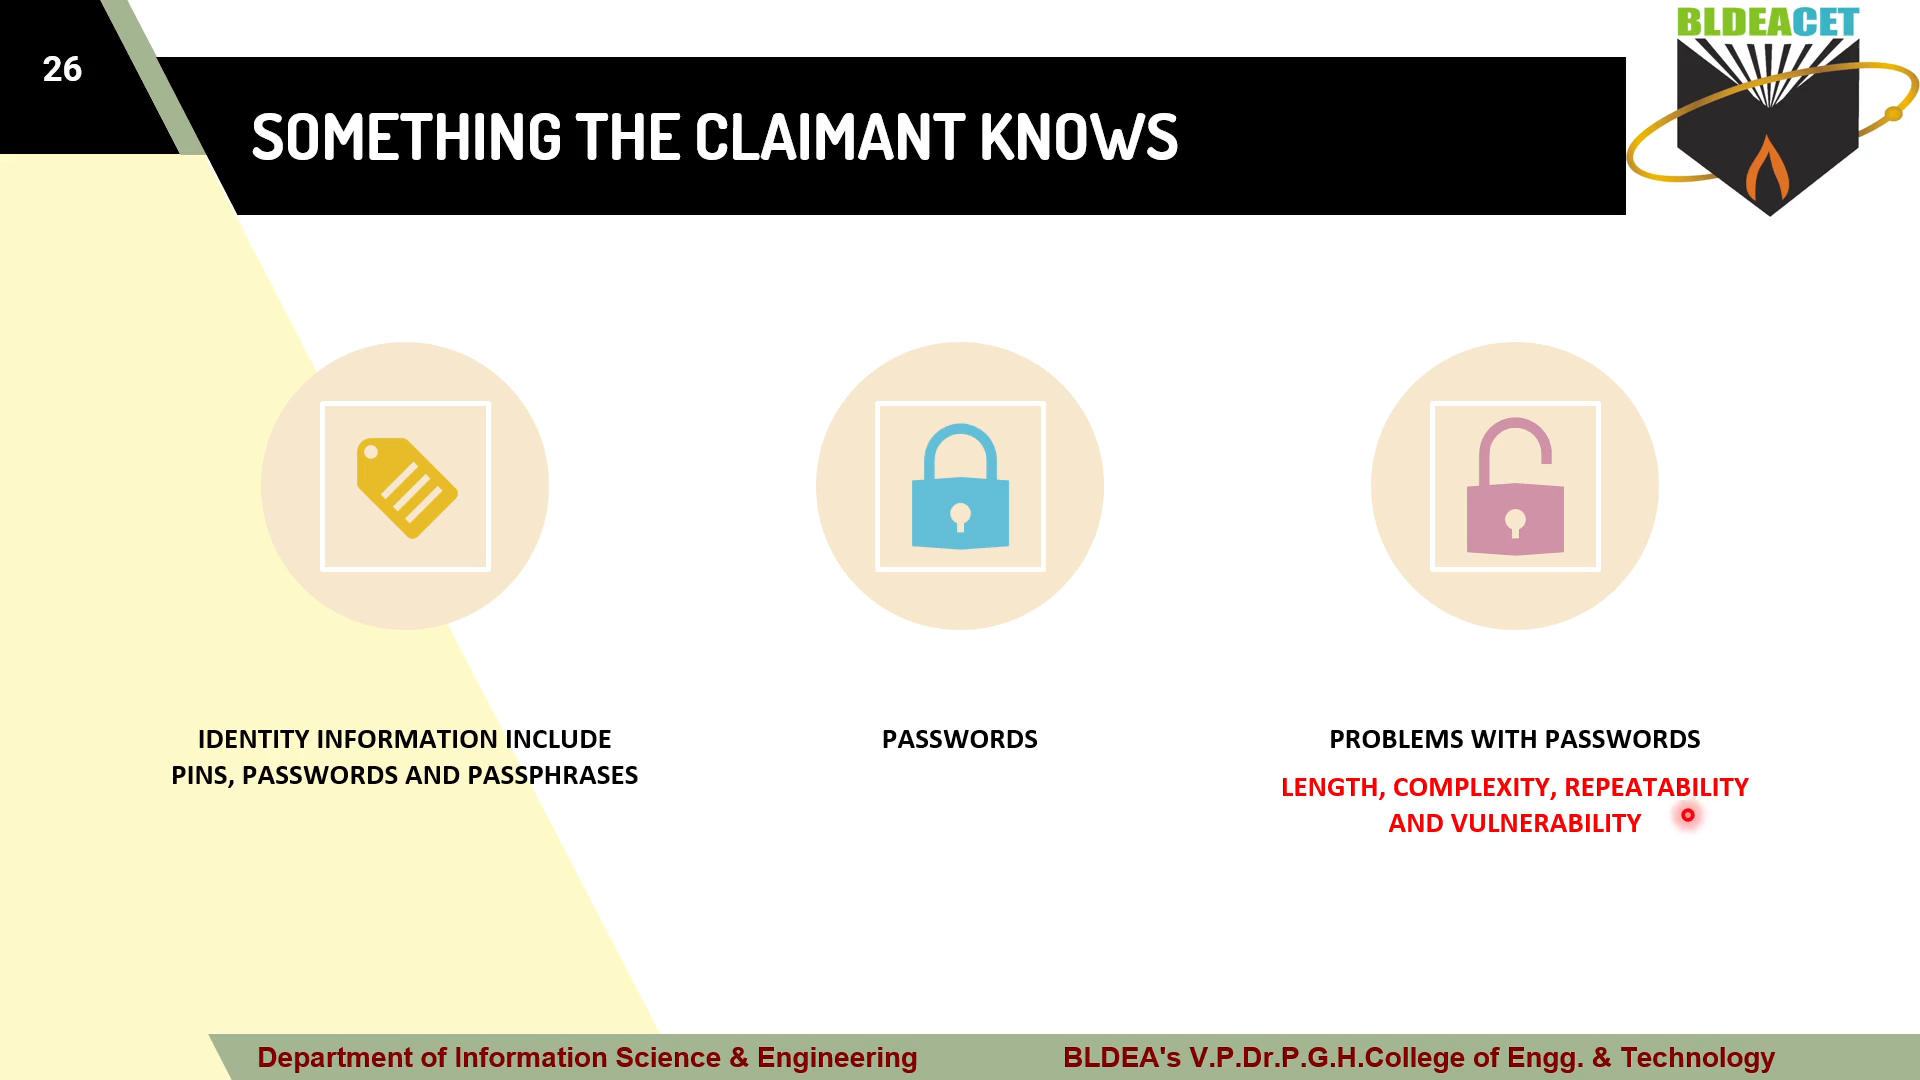 26
BLDEACET
SOMETHING THE CLAIMANT KNOWS
IDENTITY INFORMATION INCLUDE
PINS, PASSWORDS AND PASSPHRASES
PASSWORDS
PROBLEMS WITH PASSWORDS
LENGTH, COMPLEXITY, REPEATABILITY
AND VULNERABILITY
Department of Information Science & Engineering
BLDEA's V.P.Dr.P.G.H.College of Engg. & Technology